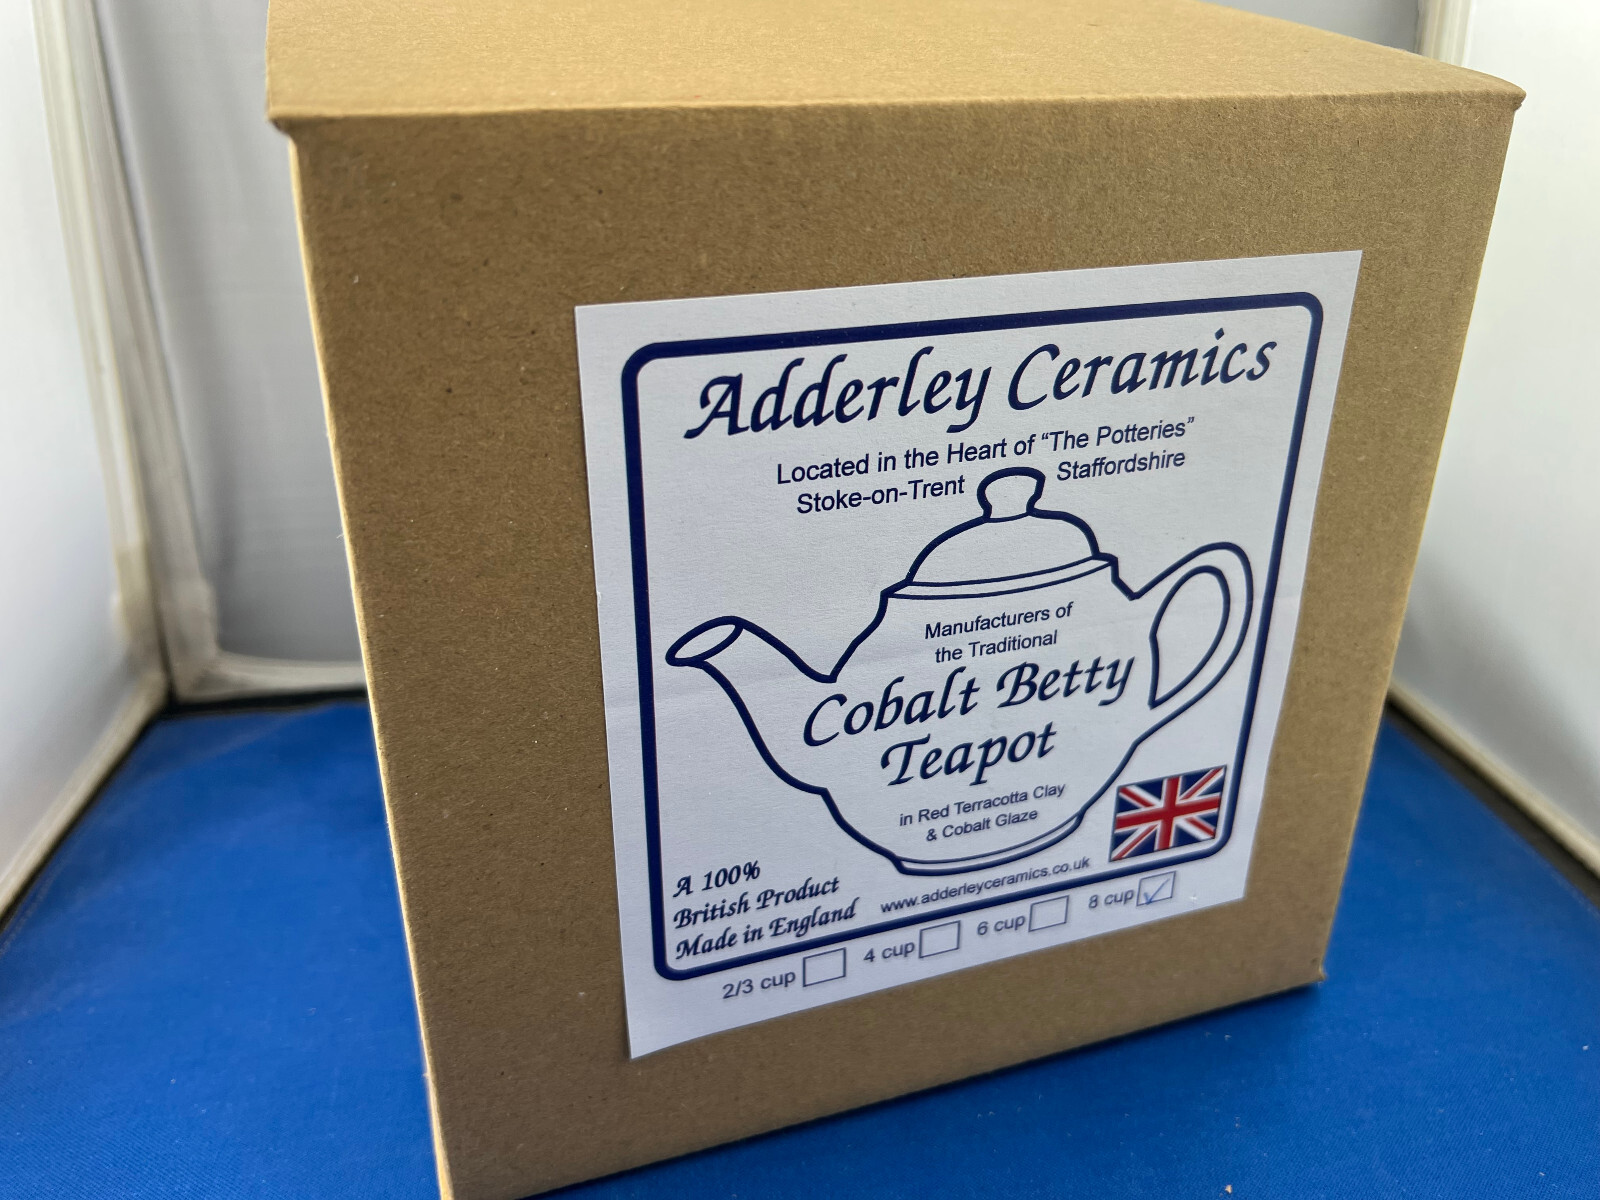 Adderley Ceramics
Located in the Heart of “The Potteries”
Stoke-on-Trent Staffordshire
Manufacturers of
the Traditional
Cobalt Betty
Teapot
in Red Terracotta Clay
& Cobalt Glaze
A 100%
British Product
Made in England
www.adderleyceramics.co.uk
2/3 cup 4 cup 6 cup 8 cup